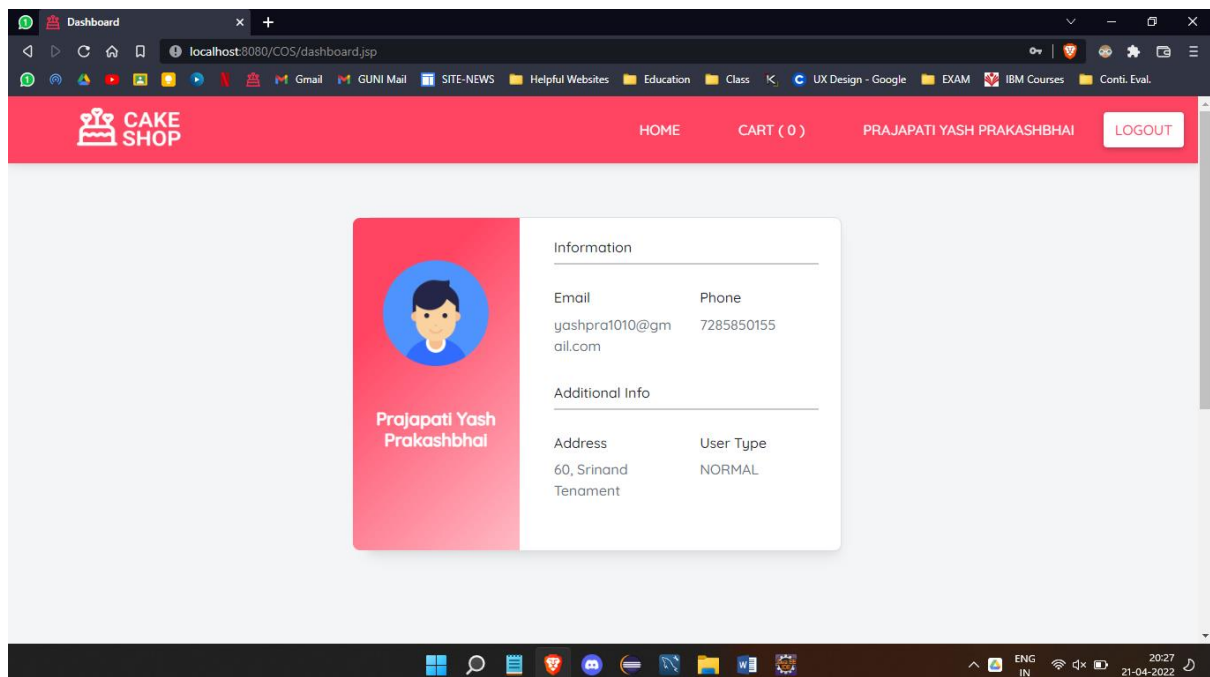 Dashboard
localhost:8080/COS/dashboard.jsp
Gmail GUNI Mail SITE-NEWS Helpful Websites Education Class UX Design - Google EXAM IBM Courses Conti. Eval.
CAKE
SHOP
HOME CART ( 0 ) PRAJAPATI YASH PRAKASHBHAI LOGOUT
Information
Email Phone
yashpra1010@gm 7285850155
ail.com
Prajapati Yash
Prakashbhai
Additional Info
Address User Type
60, Srinand NORMAL
Tenament
ENG 20:27
IN 21-04-2022